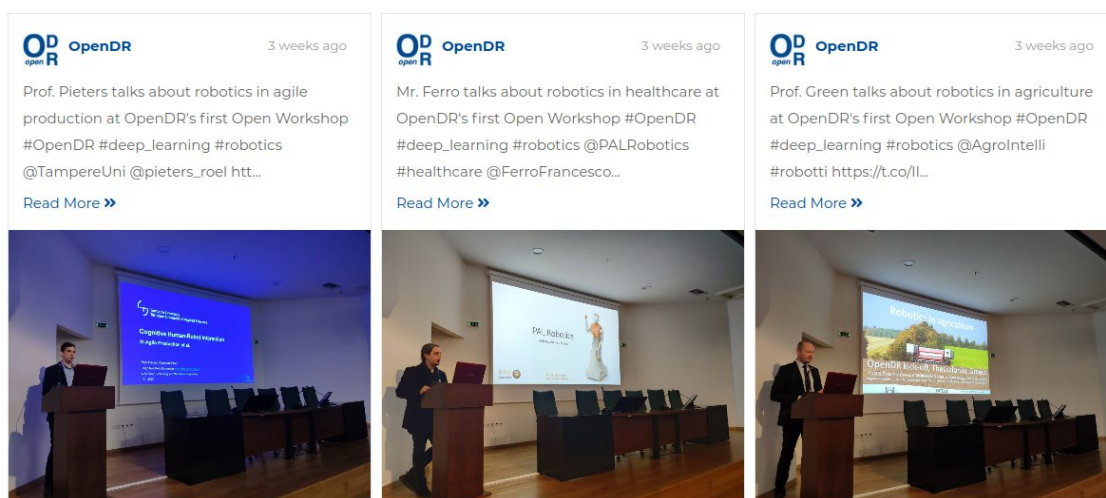 OpenDR
3 weeks ago
Prof. Pieters talks about robotics in agile
production at OpenDR's first Open Workshop
#OpenDR #deep_learning #robotics
@TampereUni @pieters_roel htt...
Read More »
Cognitive Human-Robot Interaction
in Agile Production et al.
OpenDR
3 weeks ago
Mr. Ferro talks about robotics in healthcare at
OpenDR's first Open Workshop #OpenDR
#deep_learning #robotics @PALRobotics
#healthcare @FerroFrancesco...
Read More »
PAL Robotics
OpenDR
3 weeks ago
Prof. Green talks about robotics in agriculture
at OpenDR's first Open Workshop #OpenDR
#deep_learning #robotics @AgroIntelli
#robotti https://t.co/Il...
Read More »
Robotics in agriculture
OpenDR kick-off, Thessaloniki, Greece